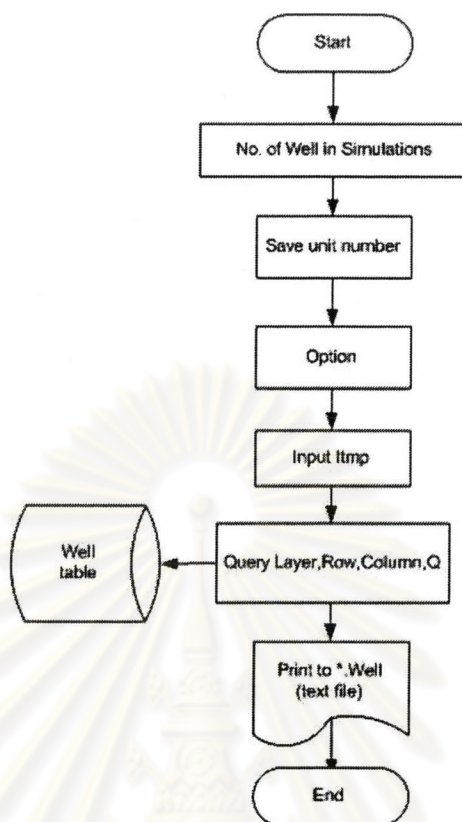 Start
No. of Well in Simulations
Save unit number
Option
Input Itmp
Well
table
Query Layer,Row,Column,Q
Print to *.Well
(text file)
End